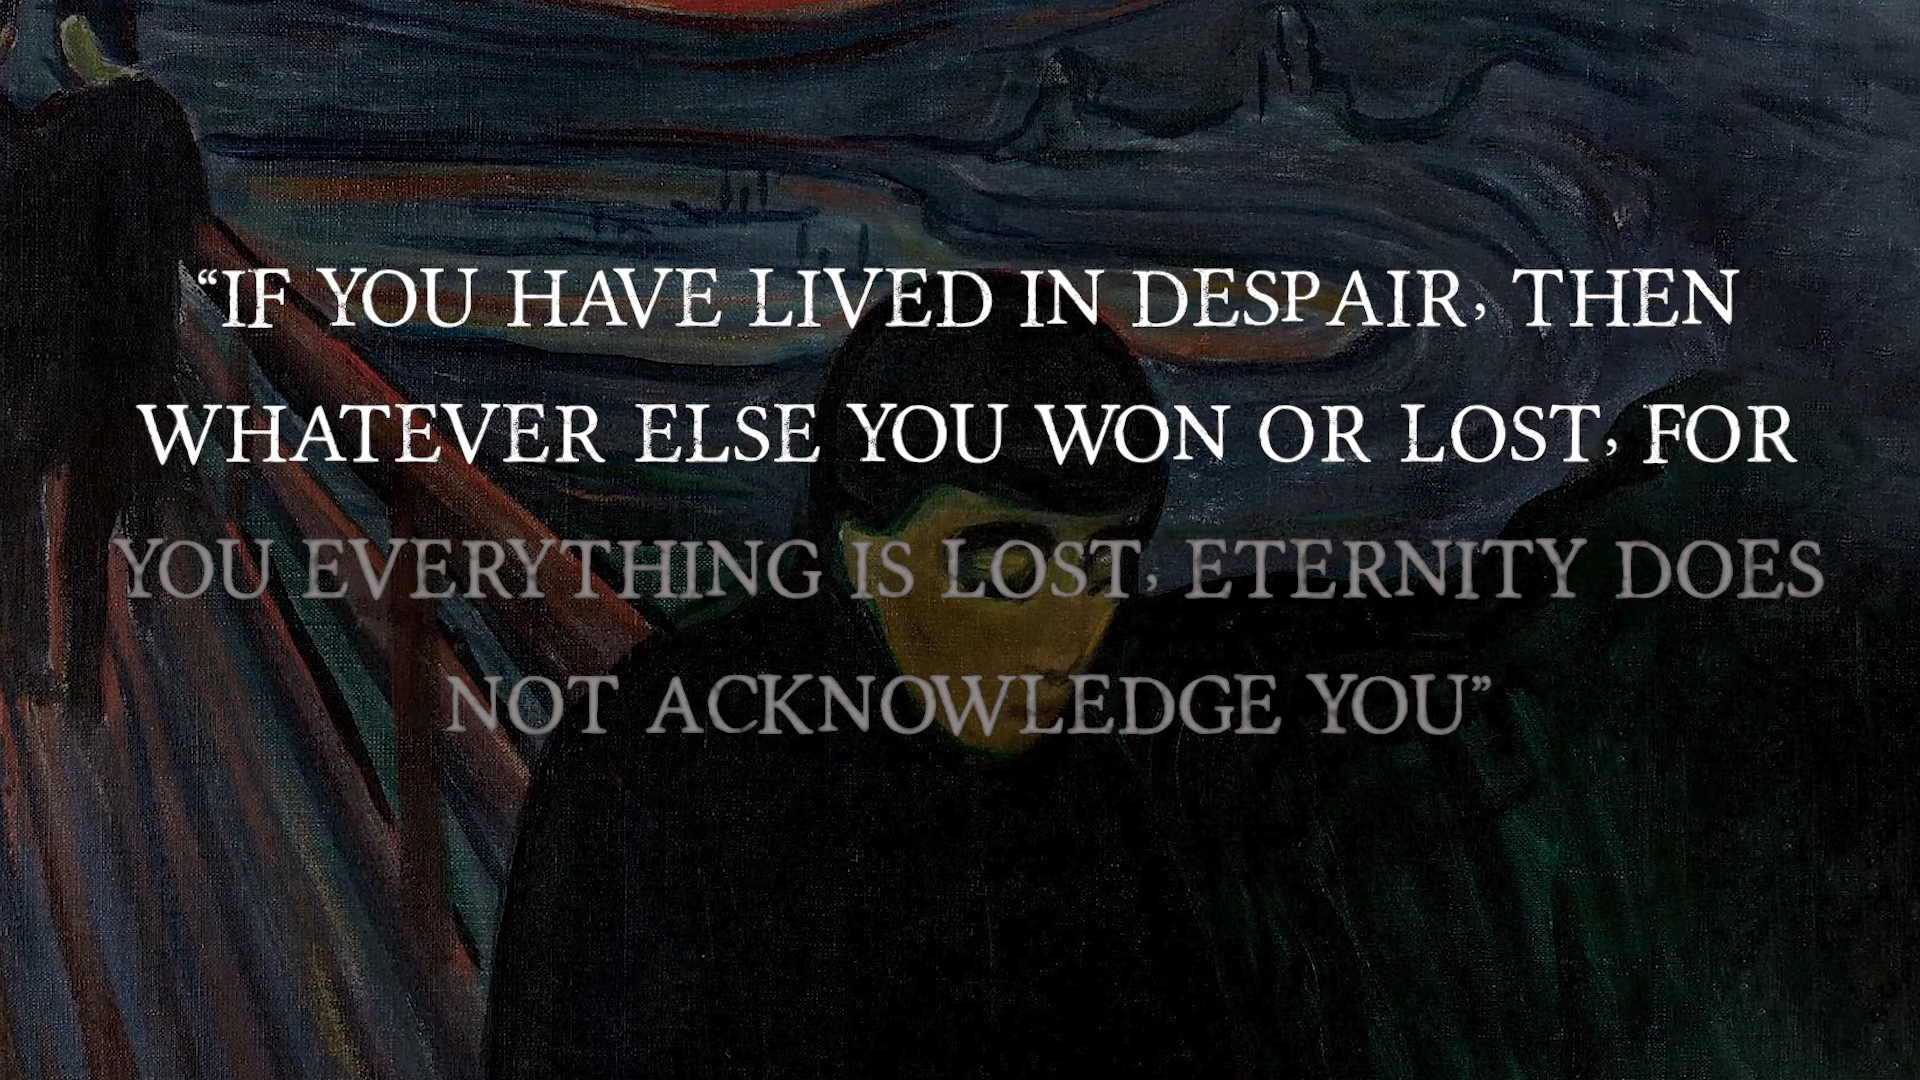 “IF YOU HAVE LIVED IN DESPAIR, THEN
WHATEVER ELSE YOU WON OR LOST, FOR
YOU EVERYTHING IS LOST, ETERNITY DOES
NOT ACKNOWLEDGE YOU”